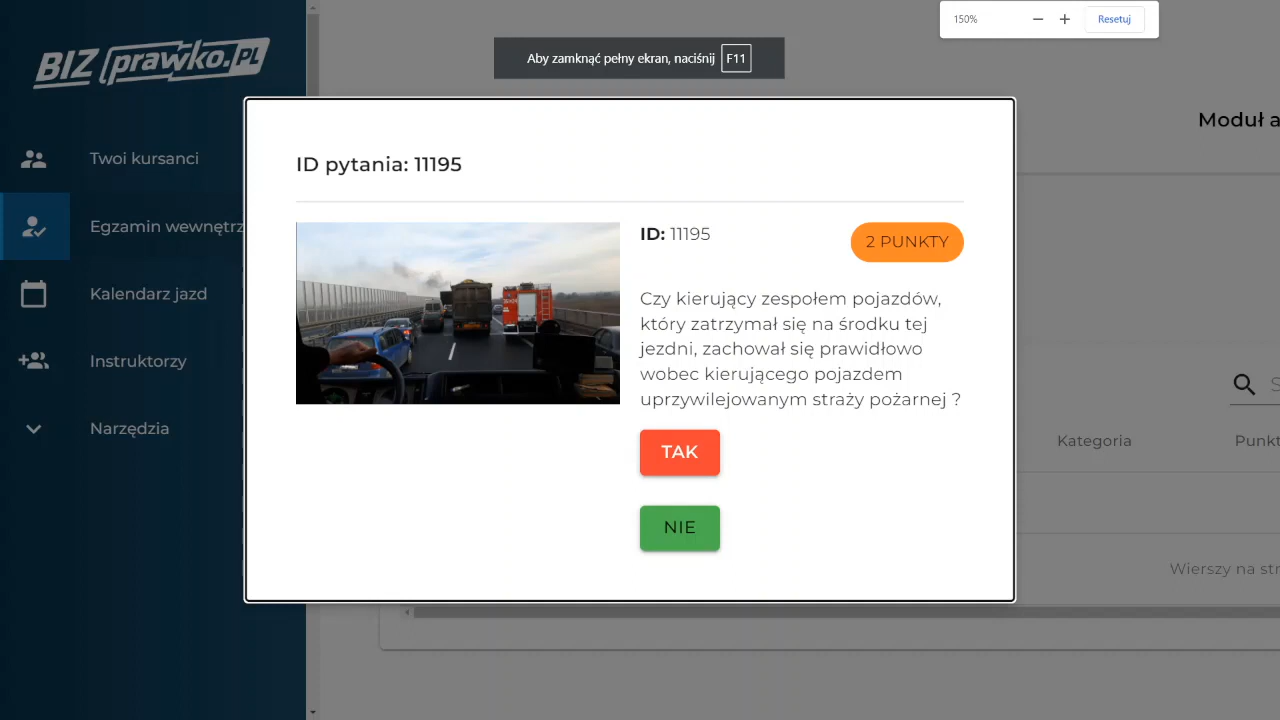 150%
Resetuj
BIZ prawko.PL
Aby zamknąć pełny ekran, naciśnij F11
Moduł a
Twoi kursanci
Egzamin wewnętrz
Kalendarz jazd
Instruktorzy
Narzędzia
ID pytania: 11195
ID: 11195
2 PUNKTY
Czy kierujący zespołem pojazdów,
który zatrzymał się na środku tej
jezdni, zachował się prawidłowo
wobec kierującego pojazdem
uprzywilejowanym straży pożarnej ?
TAK
NIE
S
Kategoria
Punkt
Wierszy na str